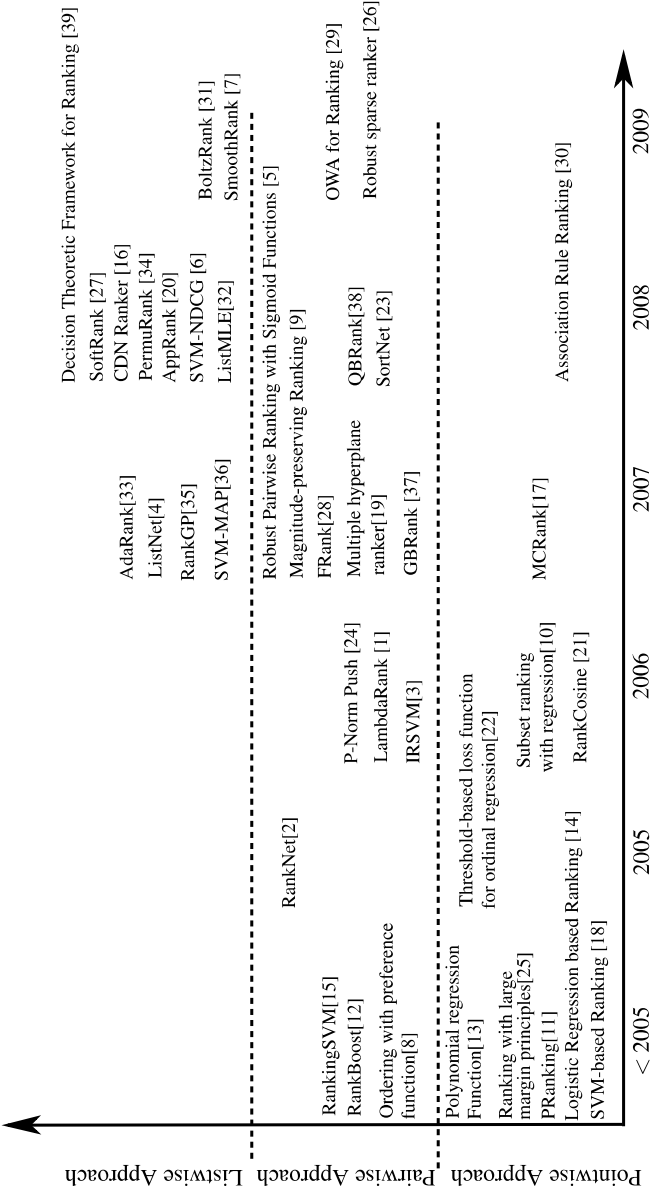 Listwise Approach
Pairwise Approach
Pointwise Approach
Decision Theoretic Framework for Ranking [39]
SoftRank [27]
CDN Ranker [16]
PermuRank [34]
AppRank [20]
SVM-NDCG [6]
ListMLE[32]
BoltzRank [31]
SmoothRank [7]
AdaRank[33]
ListNet[4]
RankGP[35]
SVM-MAP[36]
Robust Pairwise Ranking with Sigmoid Functions [5]
Magnitude-preserving Ranking [9]
FRank[28]
Multiple hyperplane
ranker[19]
GBRank [37]
QBRank[38]
SortNet [23]
OWA for Ranking [29]
Robust sparse ranker [26]
RankNet[2]
P-Norm Push [24]
LambdaRank [1]
IRSVM[3]
RankingSVM[15]
RankBoost[12]
Ordering with preference
function[8]
Polynomial regression
Function[13]
Ranking with large
margin principles[25]
PRanking[11]
Logistic Regression based Ranking [14]
SVM-based Ranking [18]
Threshold-based loss function
for ordinal regression[22]
Subset ranking
with regression[10]
RankCosine [21]
MCRank[17]
Association Rule Ranking [30]
< 2005
2005
2006
2007
2008
2009